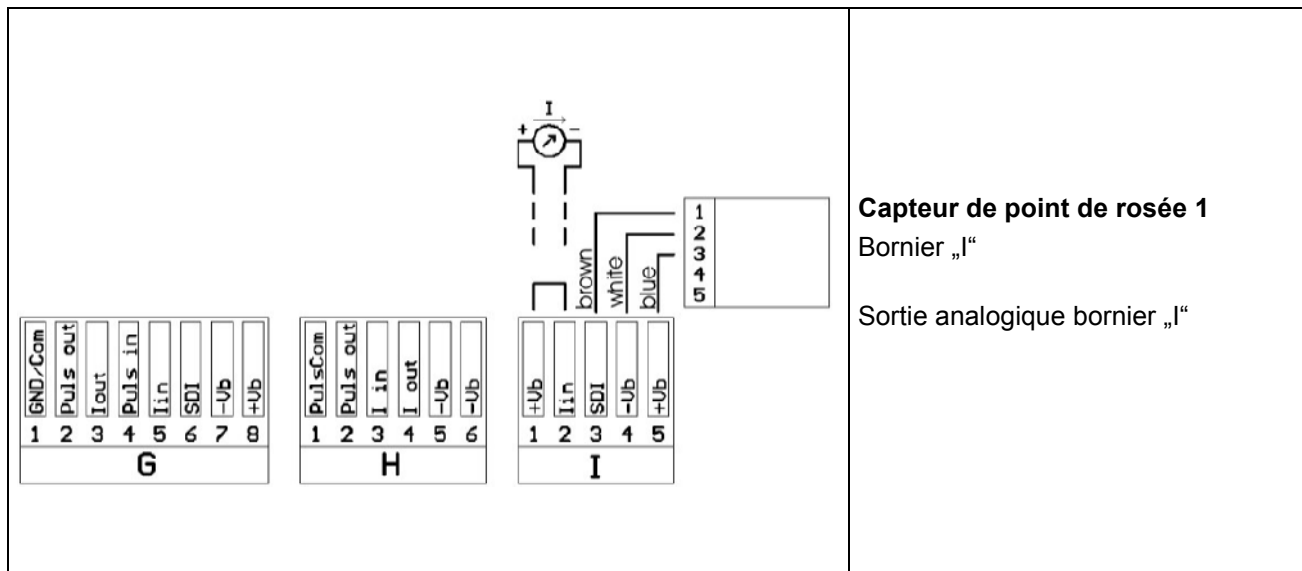 I
+ -
1
2
3
4
5
brown
white
blue
GND/Com
Puls out
Iout
Puls in
Iin
SDI
-Vb
+Vb
1 2 3 4 5 6 7 8
G
PulsCom
Puls out
I in
I out
-Vb
-Vb
1 2 3 4 5 6
H
+Vb
Iin
SDI
-Vb
+Vb
1 2 3 4 5
I
Capteur de point de rosée 1
Bornier „I“
Sortie analogique bornier „I“